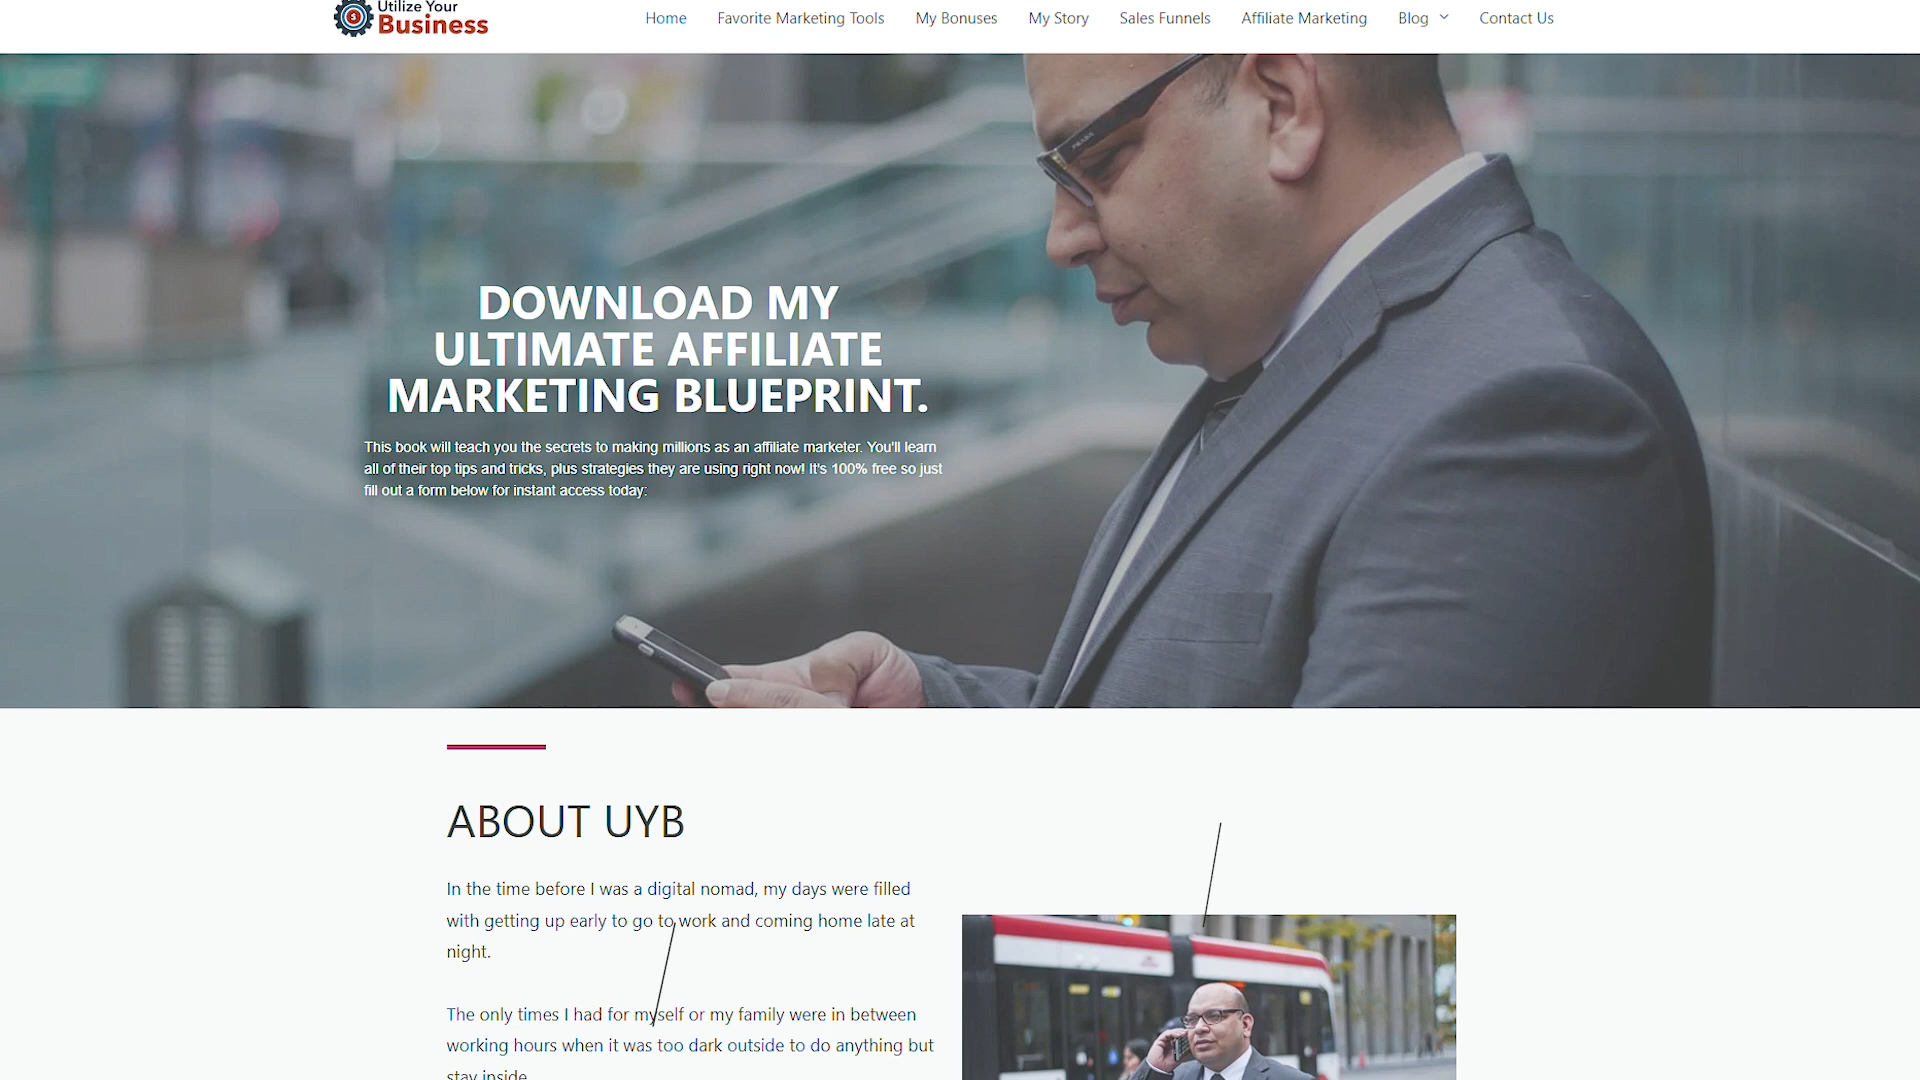 Utilize Your
Business
Home Favorite Marketing Tools My Bonuses My Story Sales Funnels Affiliate Marketing Blog Contact Us
DOWNLOAD MY
ULTIMATE AFFILIATE
MARKETING BLUEPRINT.
This book will teach you the secrets to making millions as an affiliate marketer. You'll learn
all of their top tips and tricks, plus strategies they are using right now! It's 100% free so just
fill out a form below for instant access today:
ABOUT UYB
In the time before I was a digital nomad, my days were filled
with getting up early to go to work and coming home late at
night.
The only times I had for myself or my family were in between
working hours when it was too dark outside to do anything but
stay inside.